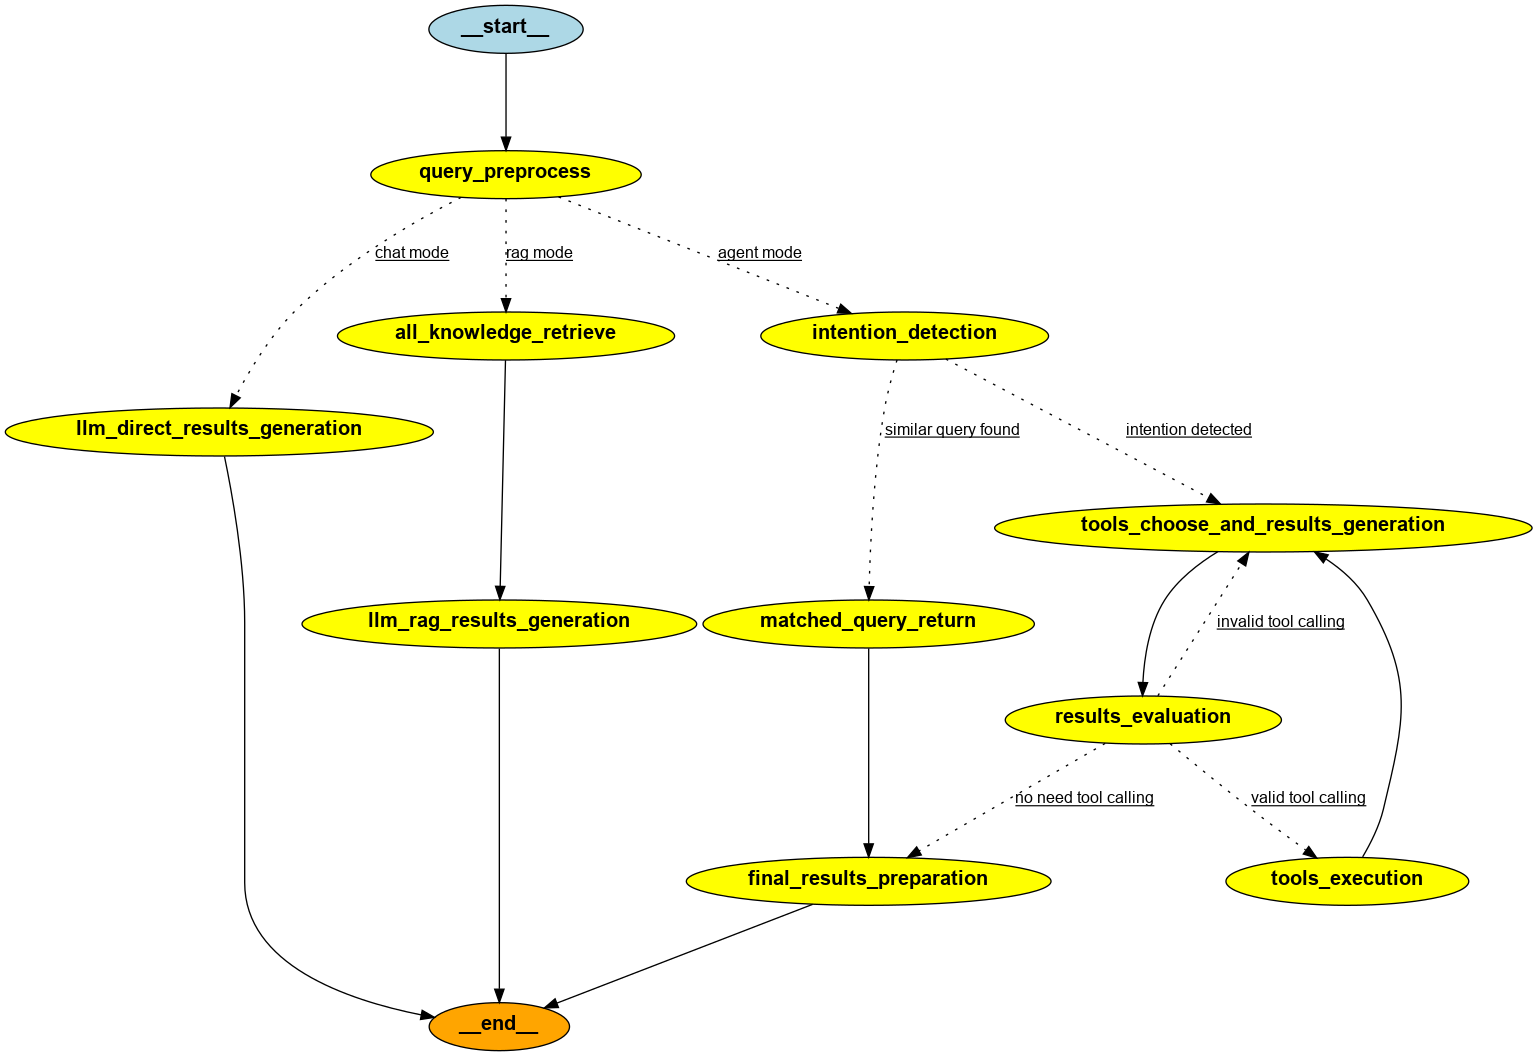 __start__
query_preprocess
chat mode
rag mode
agent mode
all_knowledge_retrieve
intention_detection
llm_direct_results_generation
similar query found
intention detected
tools_choose_and_results_generation
llm_rag_results_generation
matched_query_return
invalid tool calling
results_evaluation
no need tool calling
valid tool calling
final_results_preparation
tools_execution
__end__